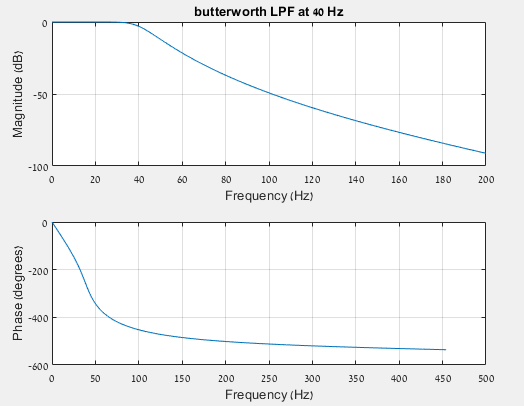 butterworth LPF at 40 Hz
0
-50
-100
Magnitude (dB)
0 20 40 60 80 100 120 140 160 180 200
Frequency (Hz)
0
-200
-400
-600
Phase (degrees)
0 50 100 150 200 250 300 350 400 450 500
Frequency (Hz)